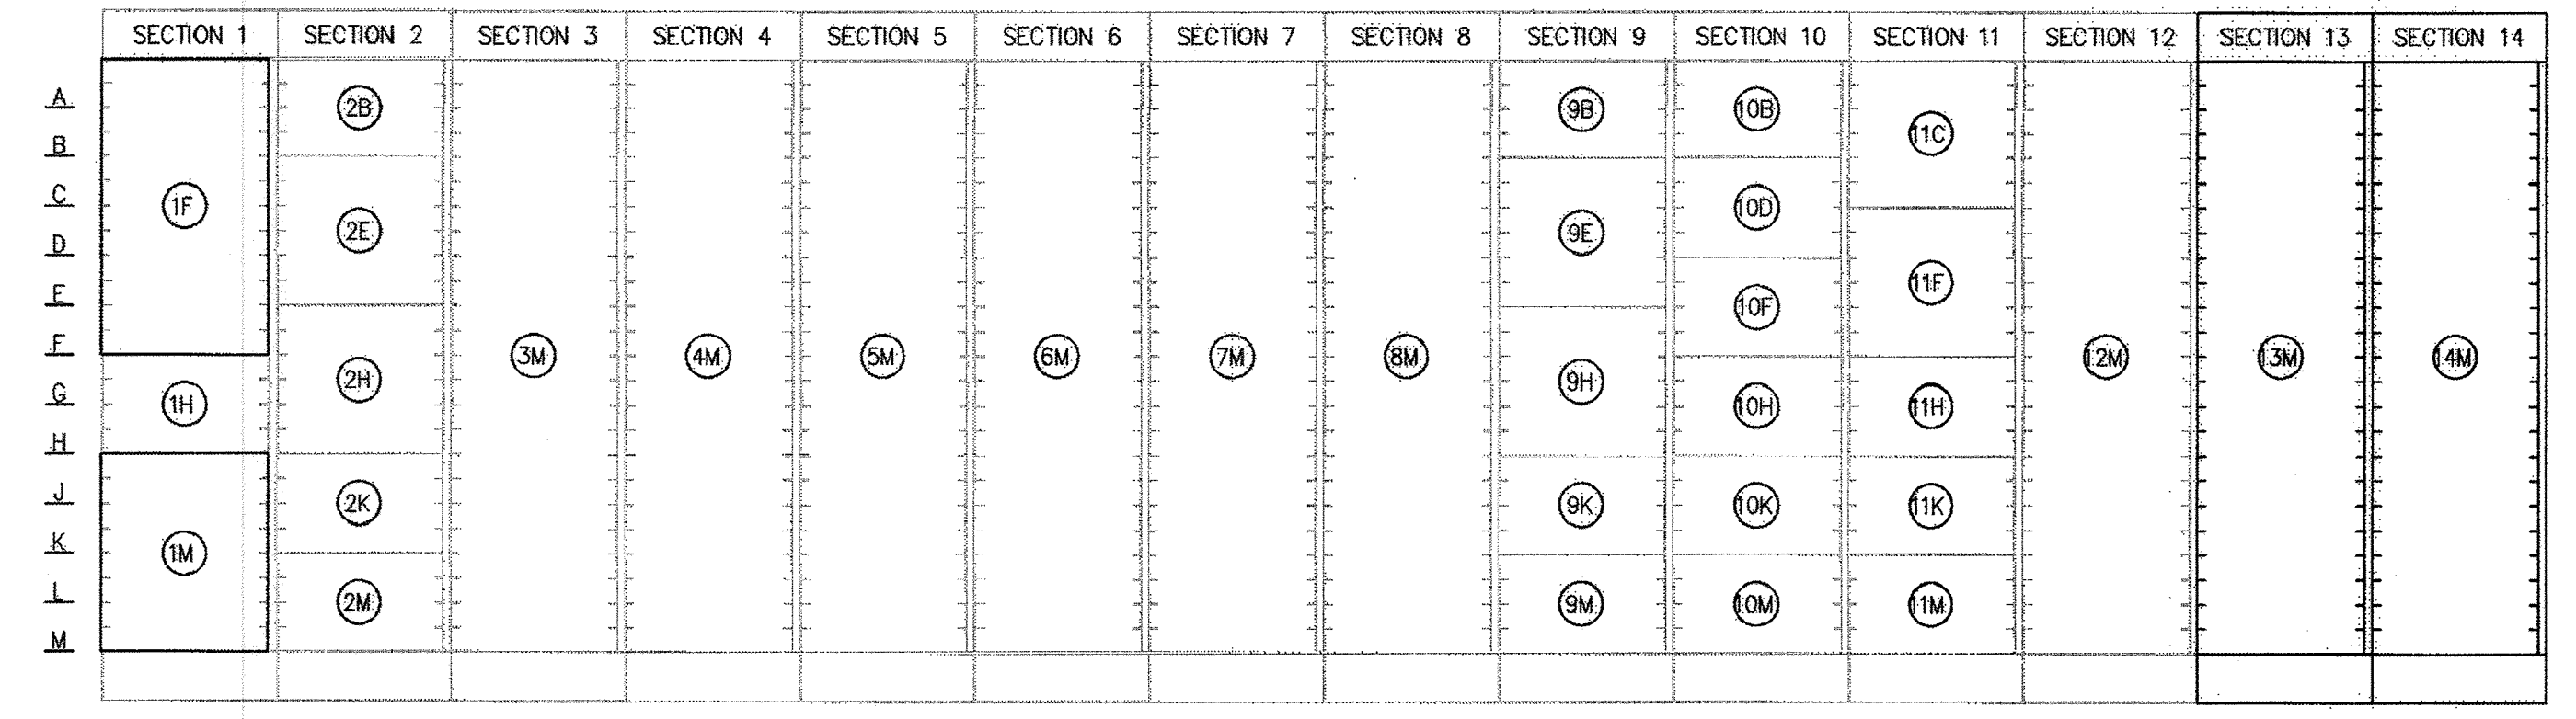 SECTION 1 SECTION 2 SECTION 3 SECTION 4 SECTION 5 SECTION 6 SECTION 7 SECTION 8 SECTION 9 SECTION 10 SECTION 11 SECTION 12 SECTION 13 SECTION 14
A 2B 9B 10B
B 11C
C 1F 10D
D 2E 9E
E 10F 11F
F 3M 4M 5M 6M 7M 8M 12M 13M 14M
2H 9H
G 1H 10H 11H
H
J 2K 9K 10K 11K
K 1M
L 2M 9M 10M 11M
M